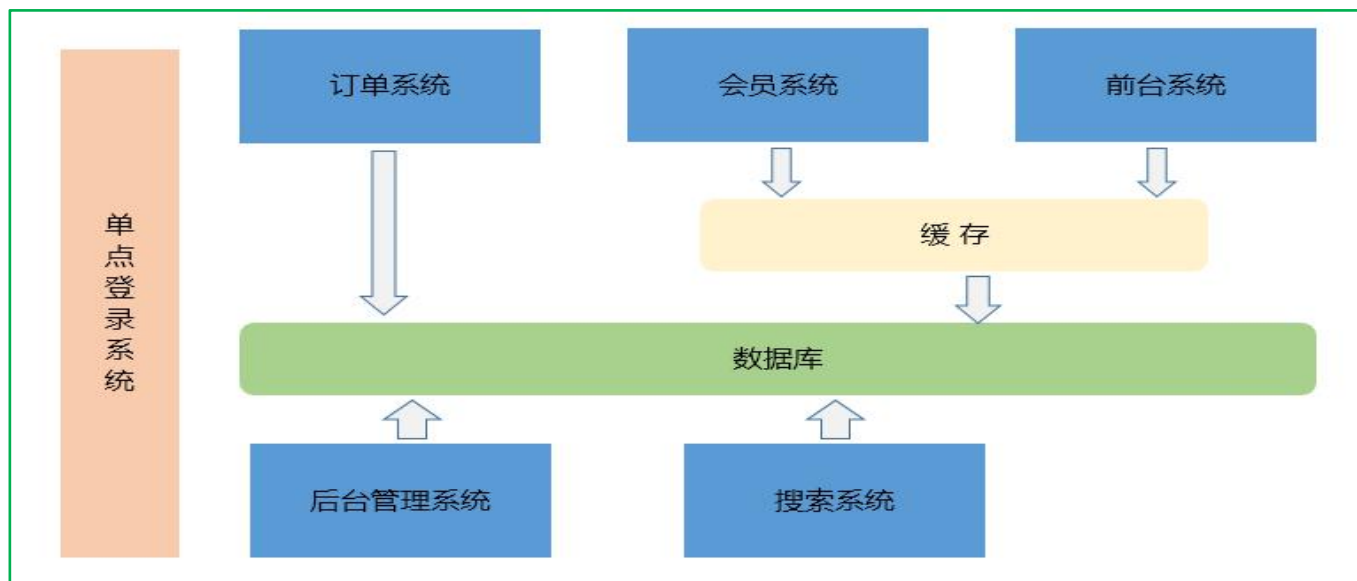 订单系统
会员系统
前台系统
单点登录系统
缓 存
数据库
后台管理系统
搜索系统